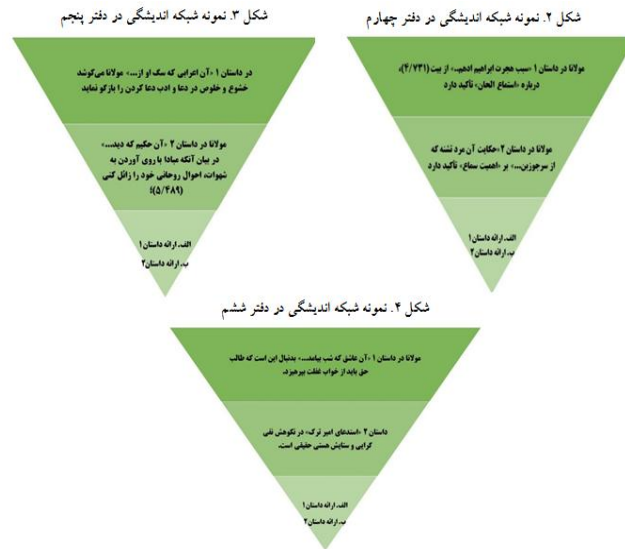 شکل ۲. نمونه شبکه اندیشگی در دفتر چهارم
مولانا در داستان ۱ «سبب هجرت ابراهیم ادهم...» از بیت (۴/۷۳۱)،
درباره «استماع الحان» تأکید دارد
مولانا در داستان ۲ «حکایت آن مرد تشنه که
از سرجوزبن...» بر «اهمیت سماع» تأکید دارد
الف. ارائه داستان ۱
ب. ارائه داستان ۲
شکل ۳. نمونه شبکه اندیشگی در دفتر پنجم
در داستان ۱ «آن اعرابی که سگ او از...» مولانا می‌کوشد
خشوع و خلوص در دعا و ادب دعا کردن را بازگو نماید
مولانا در داستان ۲ «آن حکیم که دید...»
در بیان آنکه مبادا با روی آوردن به
شهوات، احوال روحانی خود را زائل کنی
(۵/۴۸۹)؛
الف. ارائه داستان ۱
ب. ارائه داستان ۲
شکل ۴. نمونه شبکه اندیشگی در دفتر ششم
مولانا در داستان ۱ «آن عاشق که شب بیامد...» بدنبال این است که طالب
حق باید از خواب غفلت بپرهیزد.
داستان ۲ «استدعای امیر ترک» در نکوهش نفی
گرایی و ستایش هستی حقیقی است.
الف. ارائه داستان ۱
ب. ارائه داستان ۲